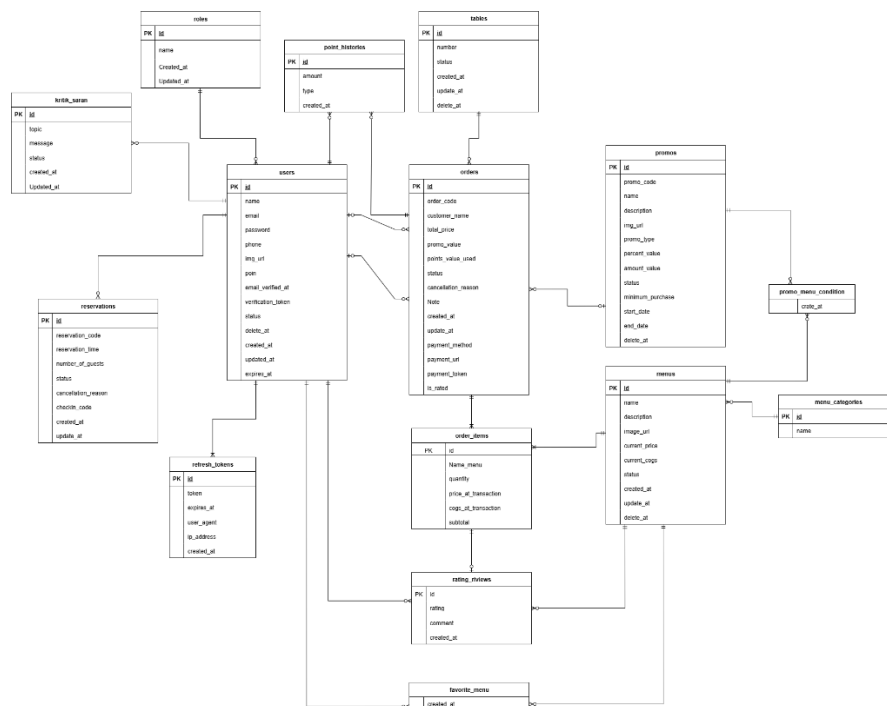 roles
PK id
name
Created_at
Updated_at
point_histories
PK id
amount
type
created_at
tables
PK id
number
status
created_at
update_at
delete_at
kritik_saran
PK id
topic
message
status
created_at
Updated_at
users
PK id
name
email
password
phone
img_url
poin
email_verified_at
verification_token
status
delete_at
created_at
updated_at
expires_at
orders
PK id
order_code
customer_name
total_price
promo_value
points_value_used
status
cancellation_reason
Note
created_at
update_at
payment_method
payment_url
payment_token
is_rated
promos
PK id
promo_code
name
description
img_url
promo_type
percent_value
amount_value
status
minimum_purchase
start_date
end_date
delete_at
promo_menu_condition
crate_at
reservations
PK id
reservation_code
reservation_time
number_of_guests
status
cancellation_reason
checkin_code
created_at
update_at
menus
PK id
name
description
image_url
current_price
current_cogs
status
created_at
update_at
delete_at
menu_categories
PK id
name
order_items
PK id
Name_menu
quantity
price_at_transaction
cogs_at_transaction
subtotal
refresh_tokens
PK id
token
expires_at
user_agent
ip_address
created_at
rating_riviews
PK id
rating
comment
created_at
favorite_menu
created_at